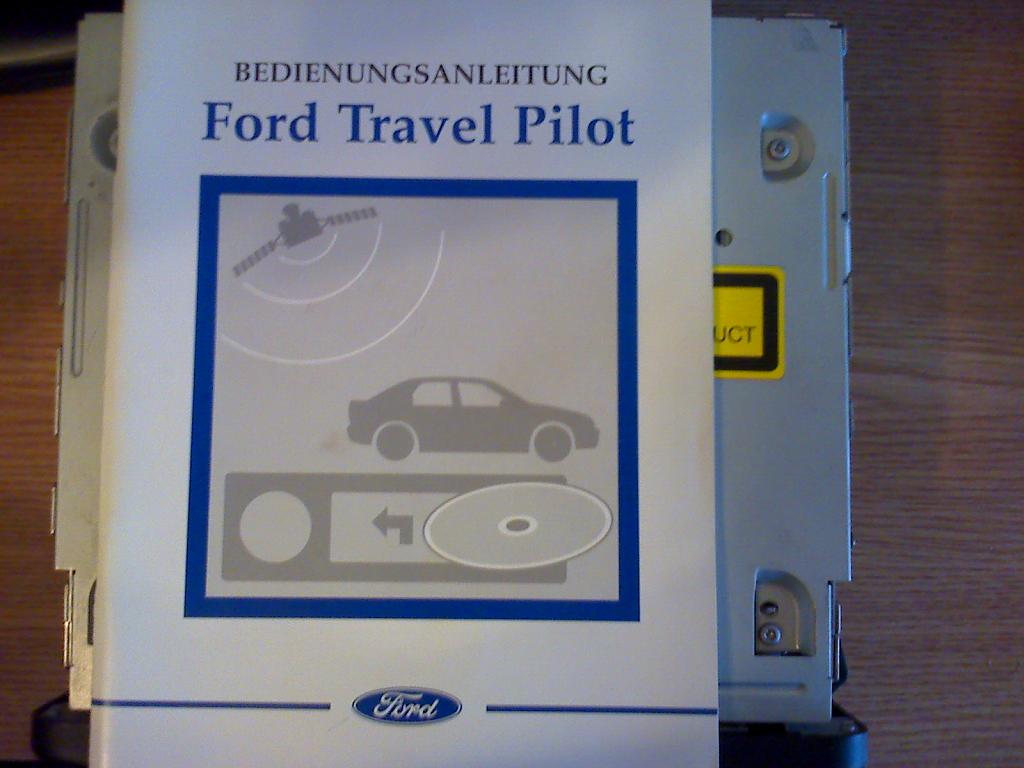 BEDIENUNGSANLEITUNG
Ford Travel Pilot
UCT
Ford